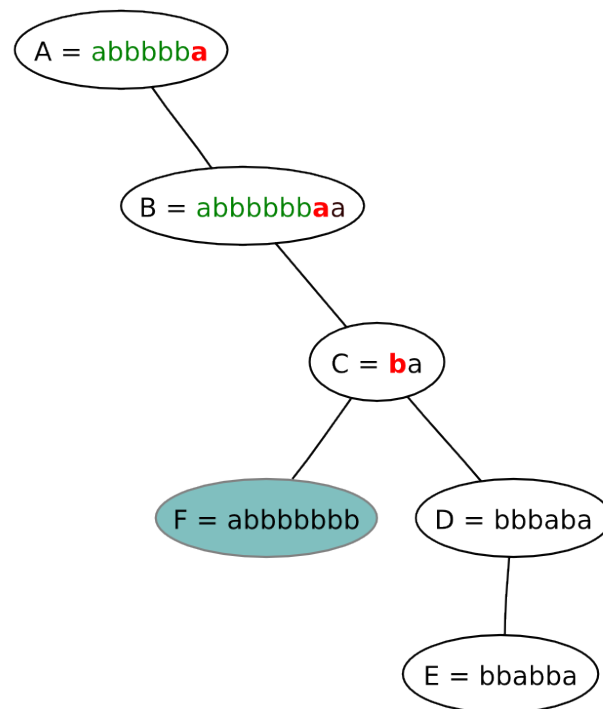 A = abbbbba
B = abbbbbbaa
C = ba
F = abbbbbbb
D = bbbaba
E = bbabba